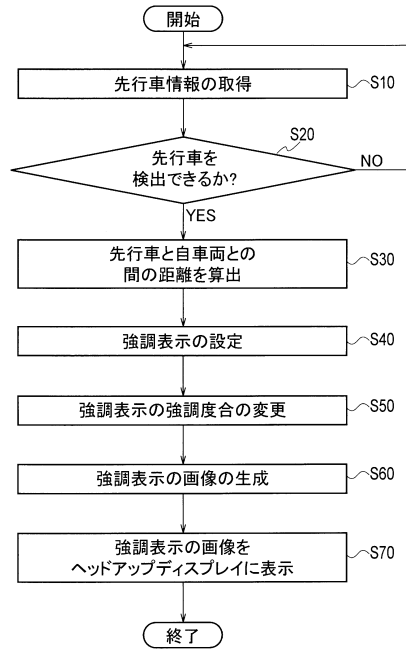 開始
先行車情報の取得
S10
S20
先行車を
検出できるか?
NO
YES
先行車と自車両との
間の距離を算出
S30
強調表示の設定
S40
強調表示の強調度合の変更
S50
強調表示の画像の生成
S60
強調表示の画像を
ヘッドアップディスプレイに表示
S70
終了